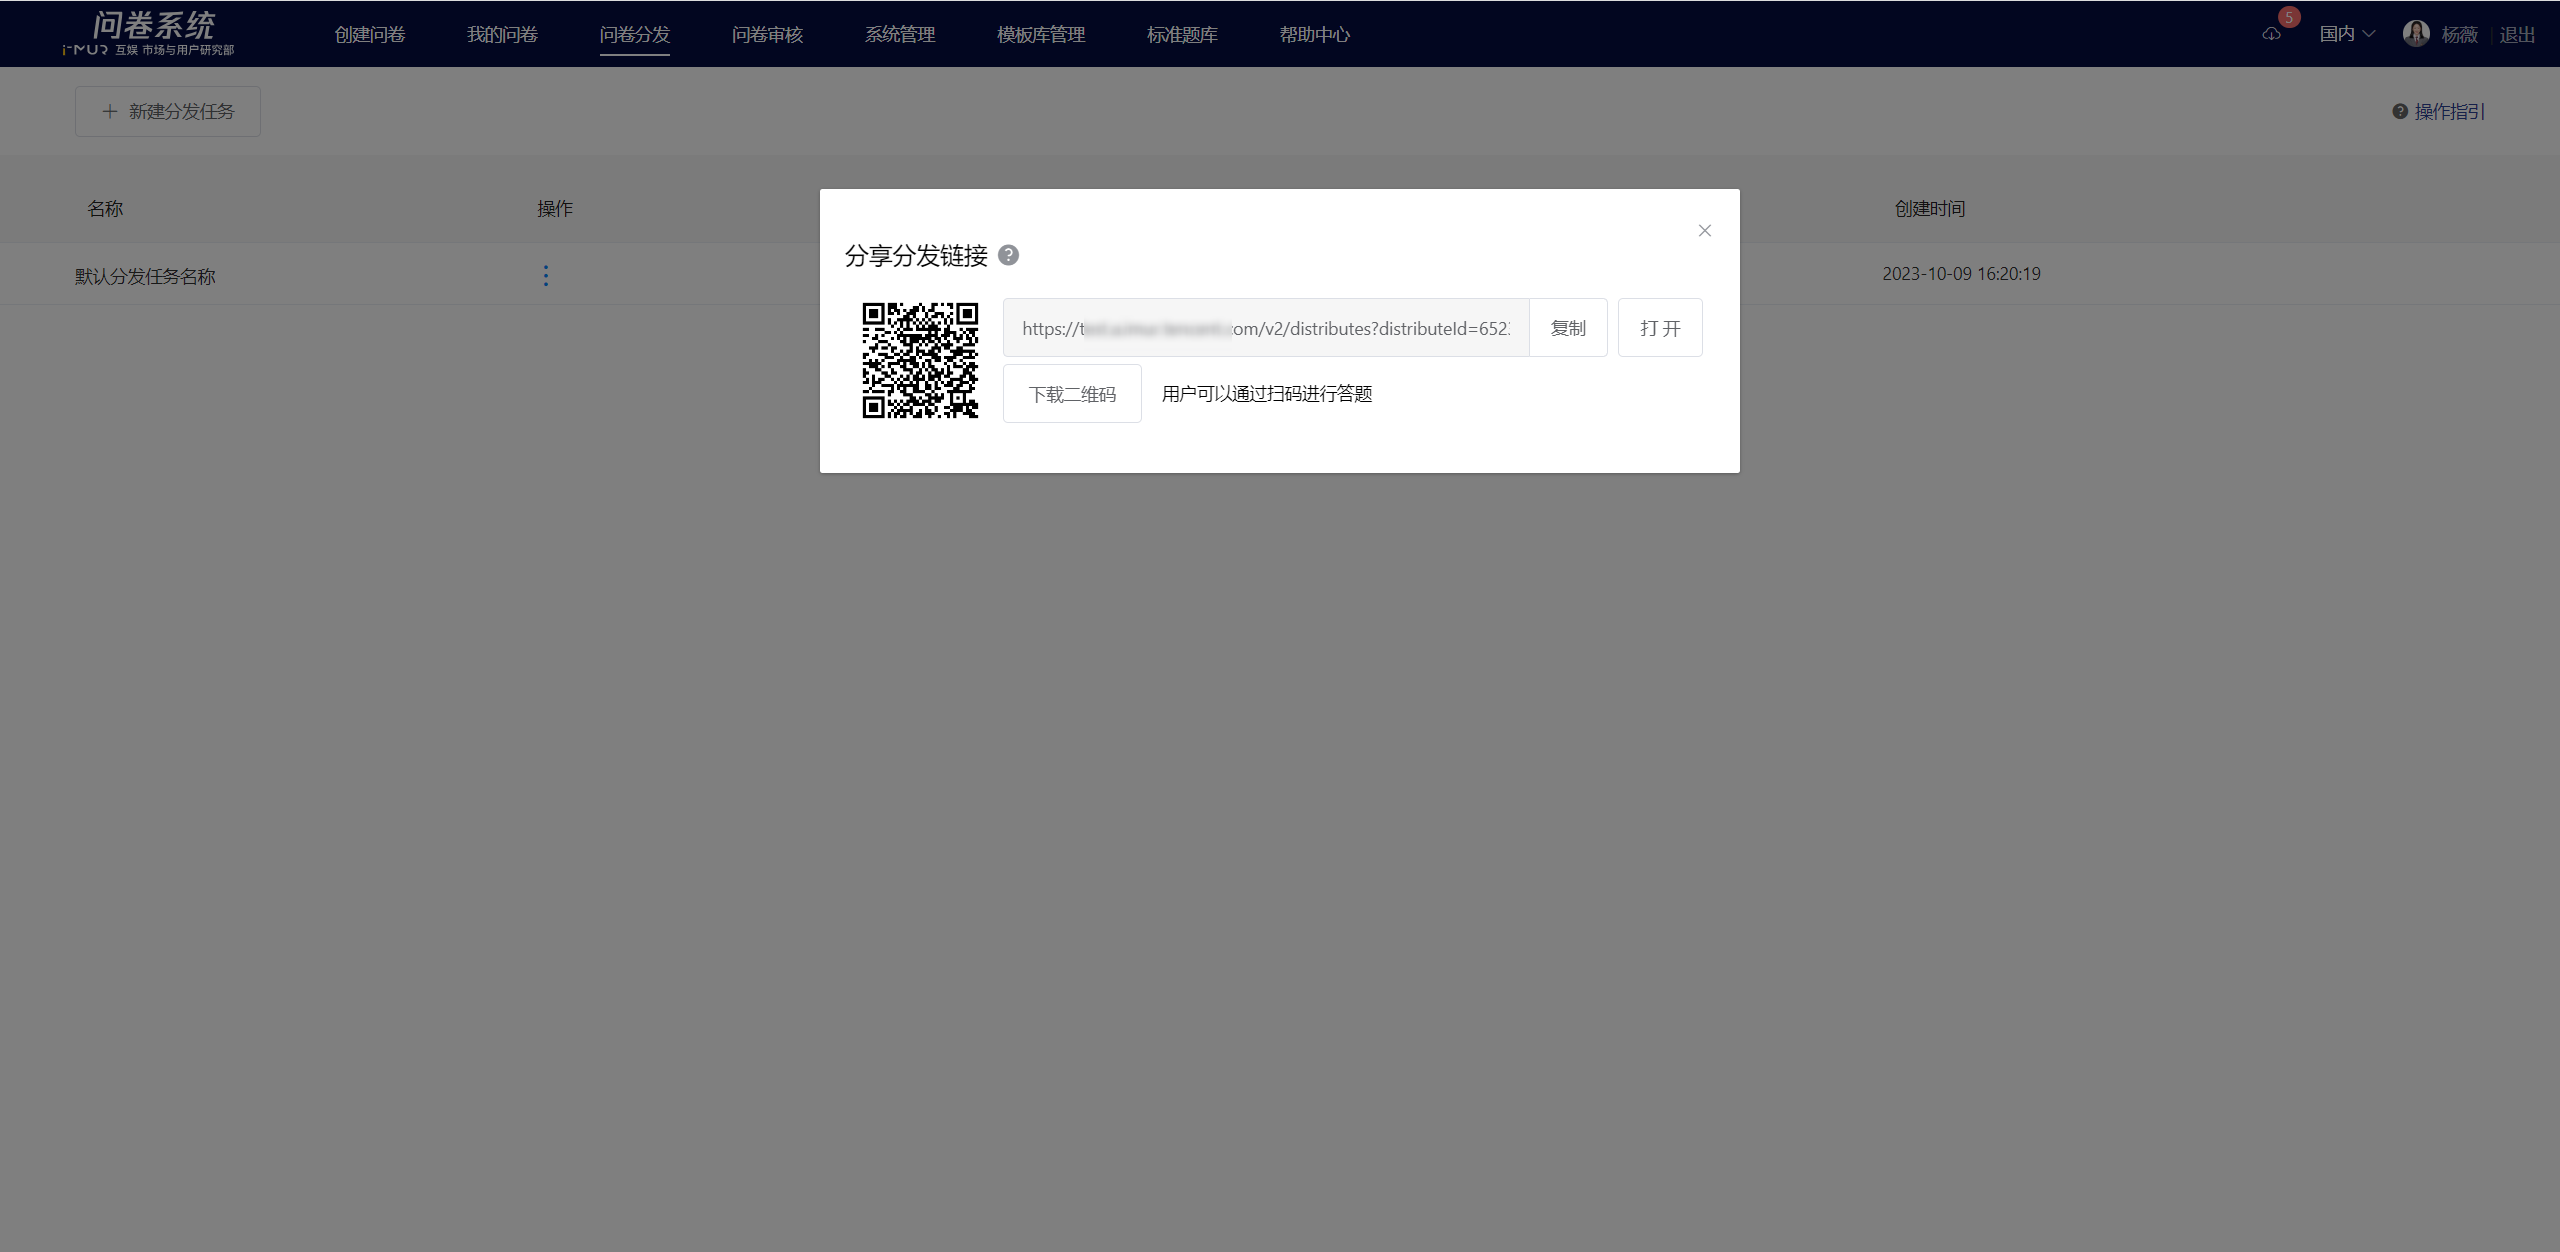 问卷系统
i-MUR 互娱 市场与用户研究部
创建问卷
我的问卷
问卷分发
问卷审核
系统管理
模板库管理
标准题库
帮助中心
5
国内
杨薇
退出
新建分发任务
? 操作指引
名称
操作
创建时间
默认分发任务名称
2023-10-09 16:20:19
分享分发链接 ?
https://t om/v2/distributes?distributeId=652
复制
打 开
下载二维码
用户可以通过扫码进行答题